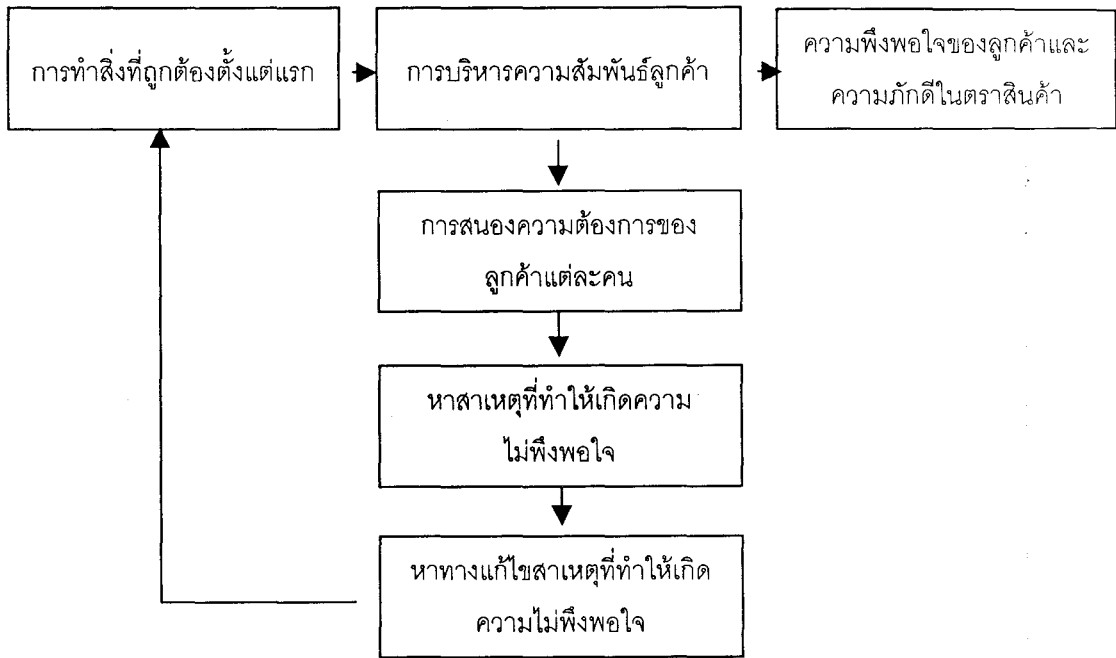 การทำสิ่งที่ถูกต้องตั้งแต่แรก
การบริหารความสัมพันธ์ลูกค้า
ความพึงพอใจของลูกค้าและ
ความภักดีในตราสินค้า
การสนองความต้องการของ
ลูกค้าแต่ละคน
หาสาเหตุที่ทำให้เกิดความ
ไม่พึงพอใจ
หาทางแก้ไขสาเหตุที่ทำให้เกิด
ความไม่พึงพอใจ